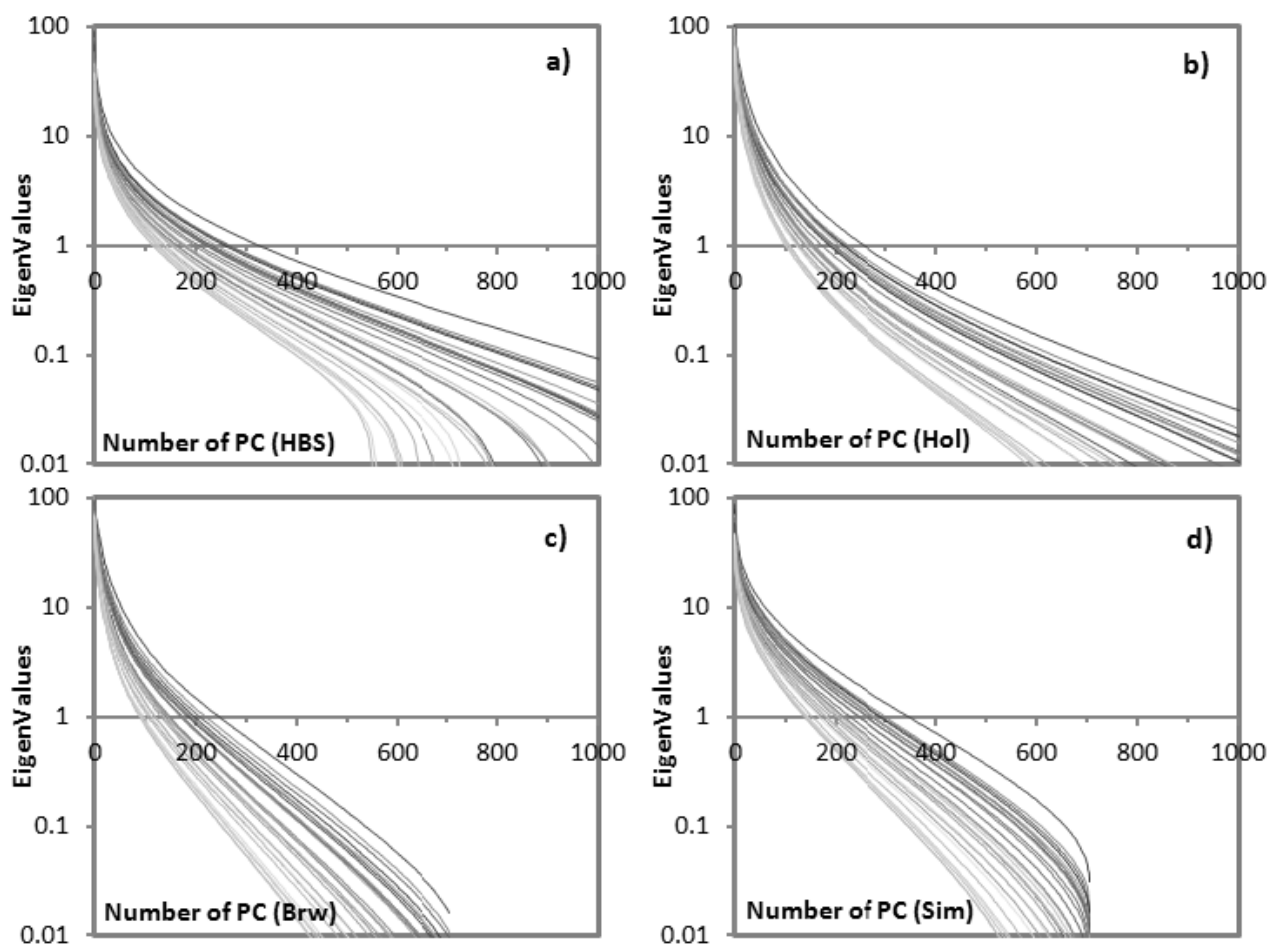 100
10
1
0.1
0.01
EigenValues
0 200 400 600 800 1000
a)
Number of PC (HBS)
100
10
1
0.1
0.01
EigenValues
0 200 400 600 800 1000
b)
Number of PC (Hol)
100
10
1
0.1
0.01
EigenValues
0 200 400 600 800 1000
c)
Number of PC (Brw)
100
10
1
0.1
0.01
EigenValues
0 200 400 600 800 1000
d)
Number of PC (Sim)